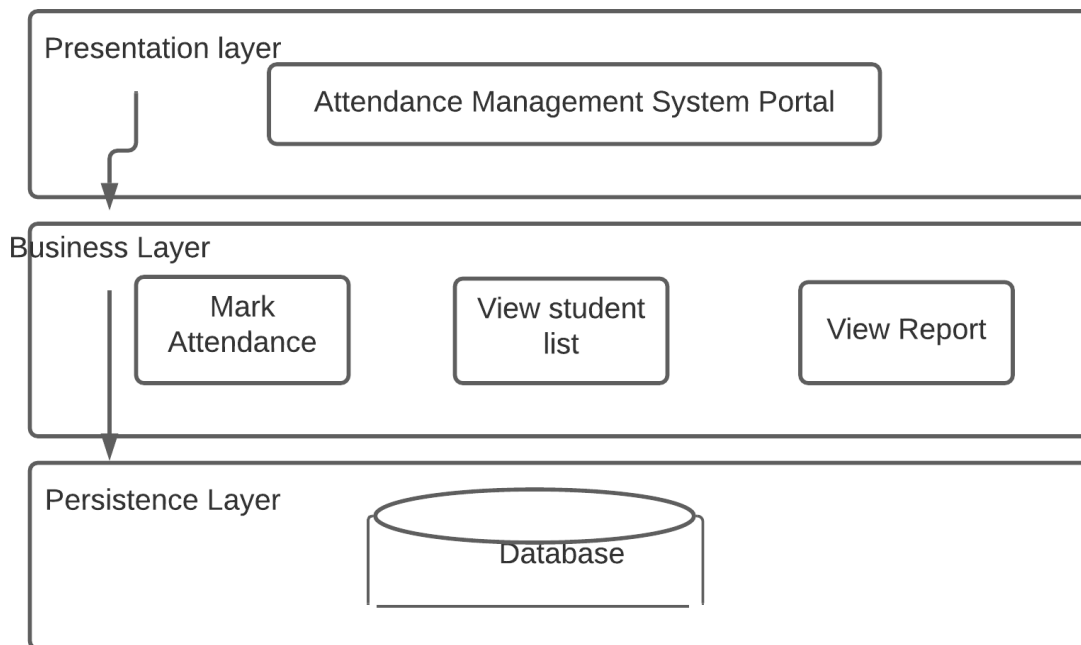 Presentation layer
Attendance Management System Portal
Business Layer
Mark
Attendance
View student
list
View Report
Persistence Layer
Database